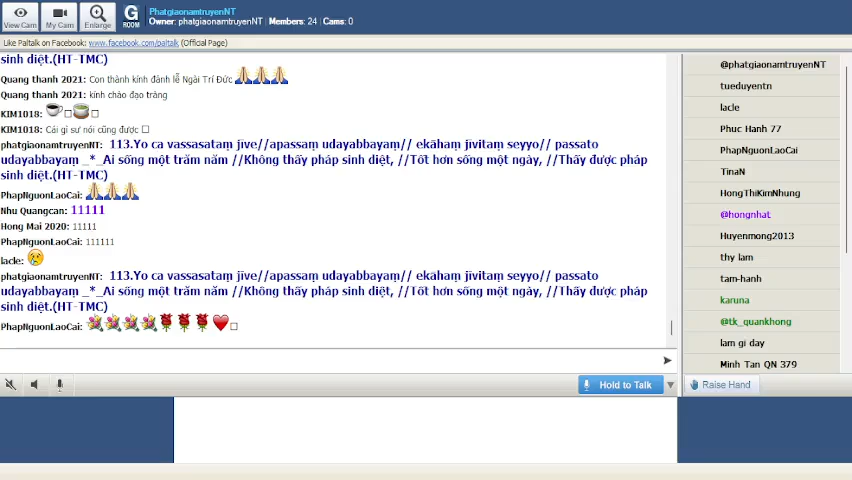 View Cam
My Cam
Enlarge
G
ROOM
PhatgiaonamtruyenNT
Owner: phatgiaonamtruyenNT | Members: 24 | Cams: 0
Like Paltalk on Facebook: www.facebook.com/paltalk (Official Page)
sinh diệt.(HT-TMC)
Quang thanh 2021: Con thành kính đảnh lễ Ngài Trí Đức
Quang thanh 2021: kính chào đạo tràng
KIM1018:
KIM1018: Cái gì sư nói cũng được
phatgiaonamtruyenNT: 113.Yo ca vassasataṃ jīve//apassaṃ udayabbayaṃ// ekāhaṃ jīvitaṃ seyyo// passato
udayabbayaṃ _*_Ai sống một trăm năm //Không thấy pháp sinh diệt, //Tốt hơn sống một ngày, //Thấy được pháp
sinh diệt.(HT-TMC)
PhapNguonLaoCai:
Nhu Quangcan: 11111
Hong Mai 2020: 11111
PhapNguonLaoCai: 111111
lacle:
phatgiaonamtruyenNT: 113.Yo ca vassasataṃ jīve//apassaṃ udayabbayaṃ// ekāhaṃ jīvitaṃ seyyo// passato
udayabbayaṃ _*_Ai sống một trăm năm //Không thấy pháp sinh diệt, //Tốt hơn sống một ngày, //Thấy được pháp
sinh diệt.(HT-TMC)
PhapNguonLaoCai:
Hold to Talk
@phatgiaonamtruyenNT
tueduyentn
lacle
Phuc Hanh 77
PhapNguonLaoCai
TinaN
HongThiKimNhung
@hongnhat
Huyenmong2013
thy lam
tam-hanh
karuna
@tk_quankhong
lam gi day
Minh Tan QN 379
Raise Hand